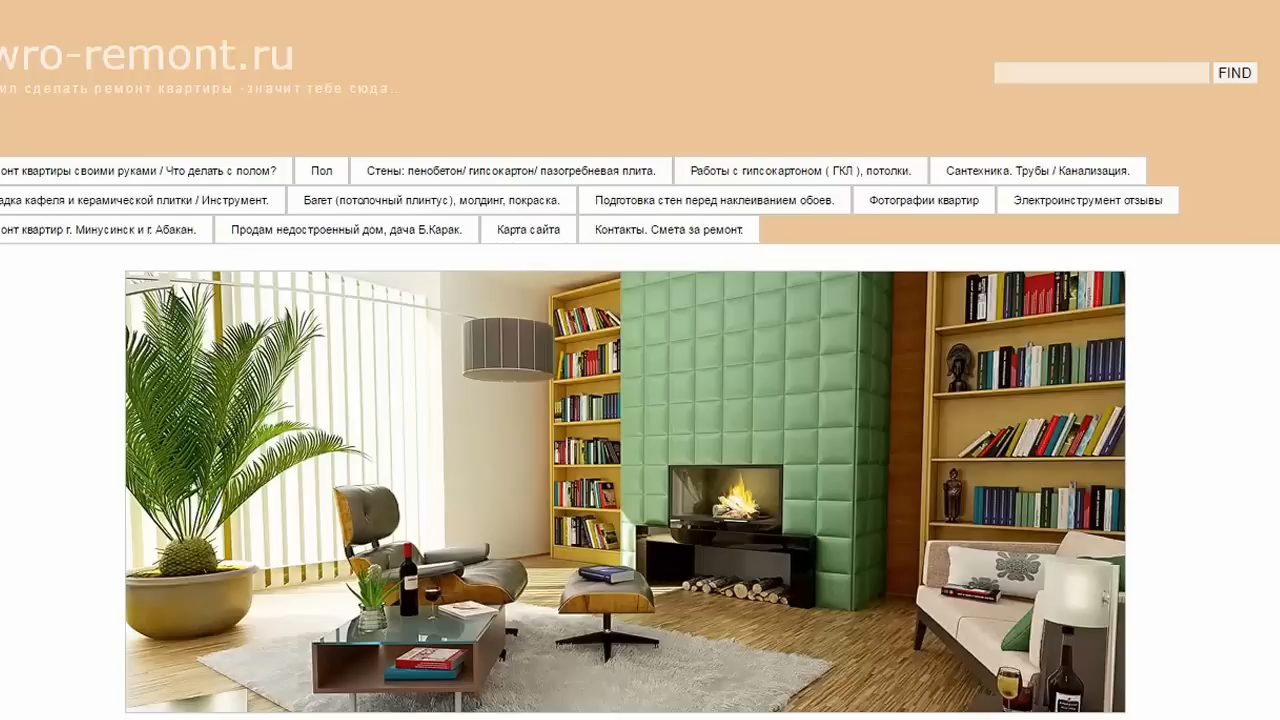 wro-remont.ru
ил сделать ремонт квартиры -значит тебе сюда...
FIND
онт квартиры своими руками / Что делать с полом? Пол Стены: пенобетон/ гипсокартон/ пазогребневая плита. Работы с гипсокартоном ( ГКЛ ), потолки. Сантехника. Трубы / Канализация.
адка кафеля и керамической плитки / Инструмент. Багет (потолочный плинтус), молдинг, покраска. Подготовка стен перед наклеиванием обоев. Фотографии квартир Электроинструмент отзывы
онт квартир г. Минусинск и г. Абакан. Продам недостроенный дом, дача Б.Карак. Карта сайта Контакты. Смета за ремонт.